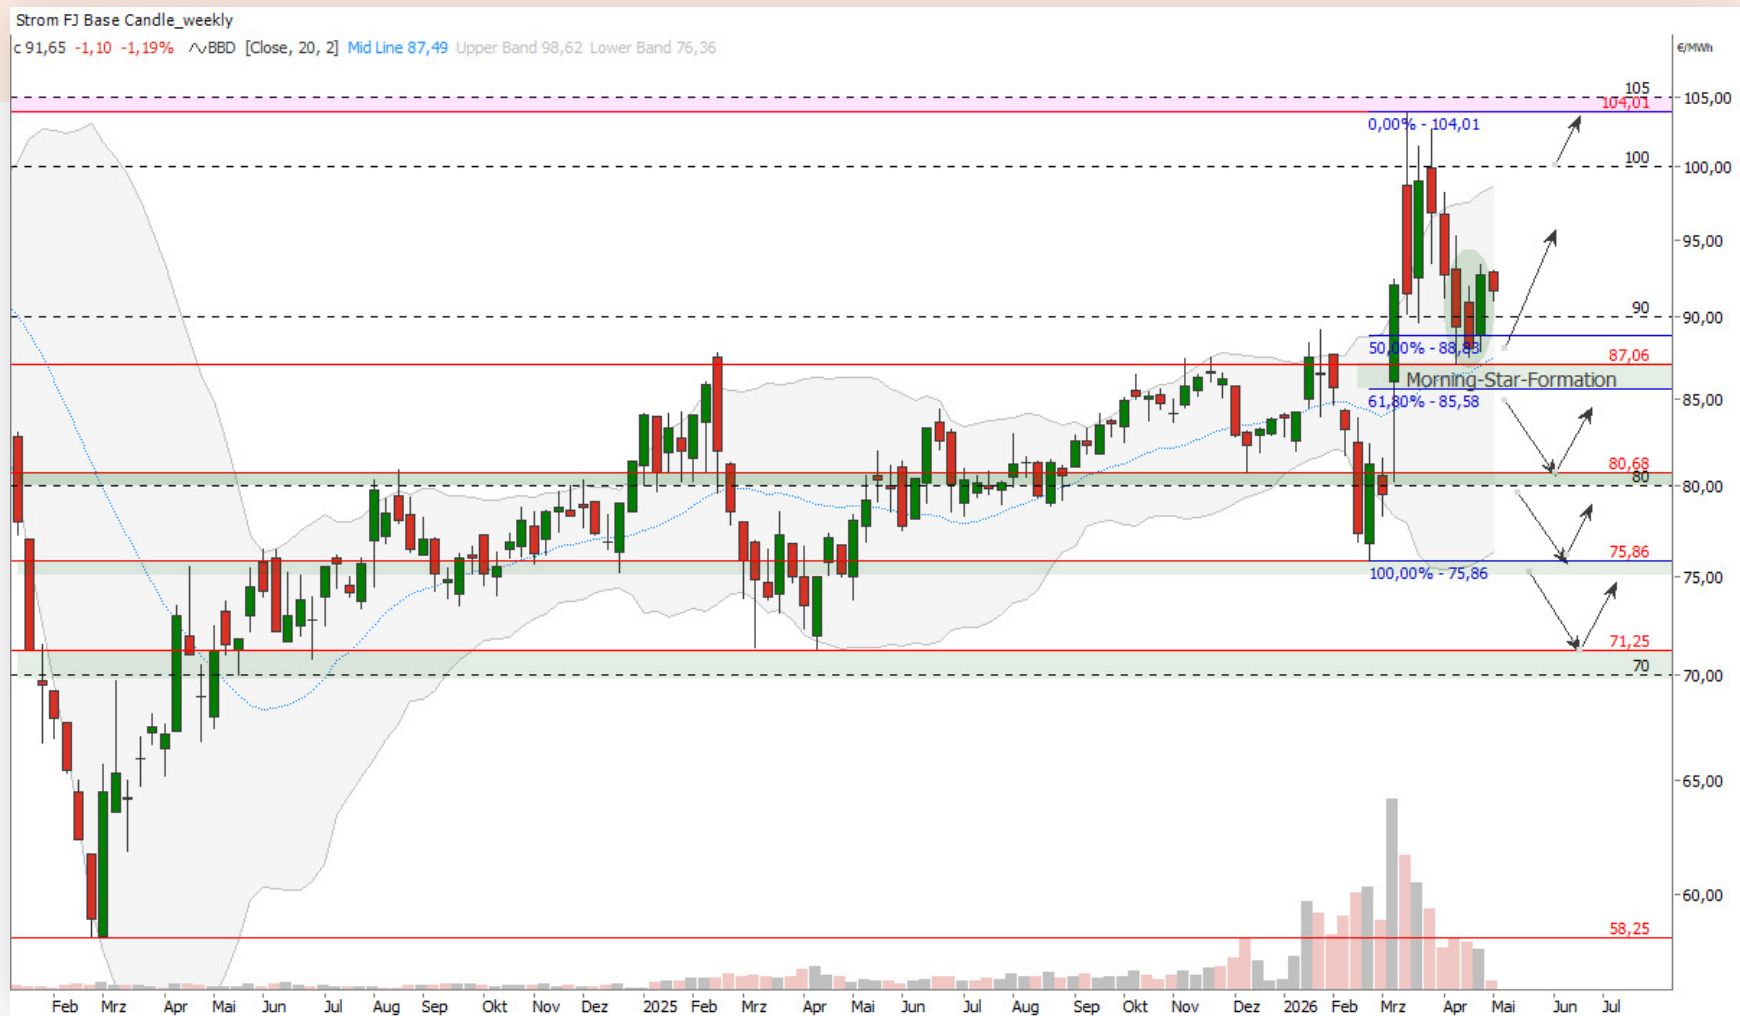 Strom FJ Base Candle_weekly
c 91,65 -1,10 -1,19% BBD [Close, 20, 2] Mid Line 87,49 Upper Band 98,62 Lower Band 76,36
€/MWh
105
105,00
104,01
0,00% - 104,01
100
100,00
95,00
90
90,00
50,00% - 88,83
87,06
Morning-Star-Formation
61,80% - 85,58
85,00
80,68
80
80,00
75,86
100,00% - 75,86
75,00
71,25
70
70,00
65,00
60,00
58,25
Feb Mrz Apr Mai Jun Jul Aug Sep Okt Nov Dez 2025 Feb Mrz Apr Mai Jun Jul Aug Sep Okt Nov Dez 2026 Feb Mrz Apr Mai Jun Jul